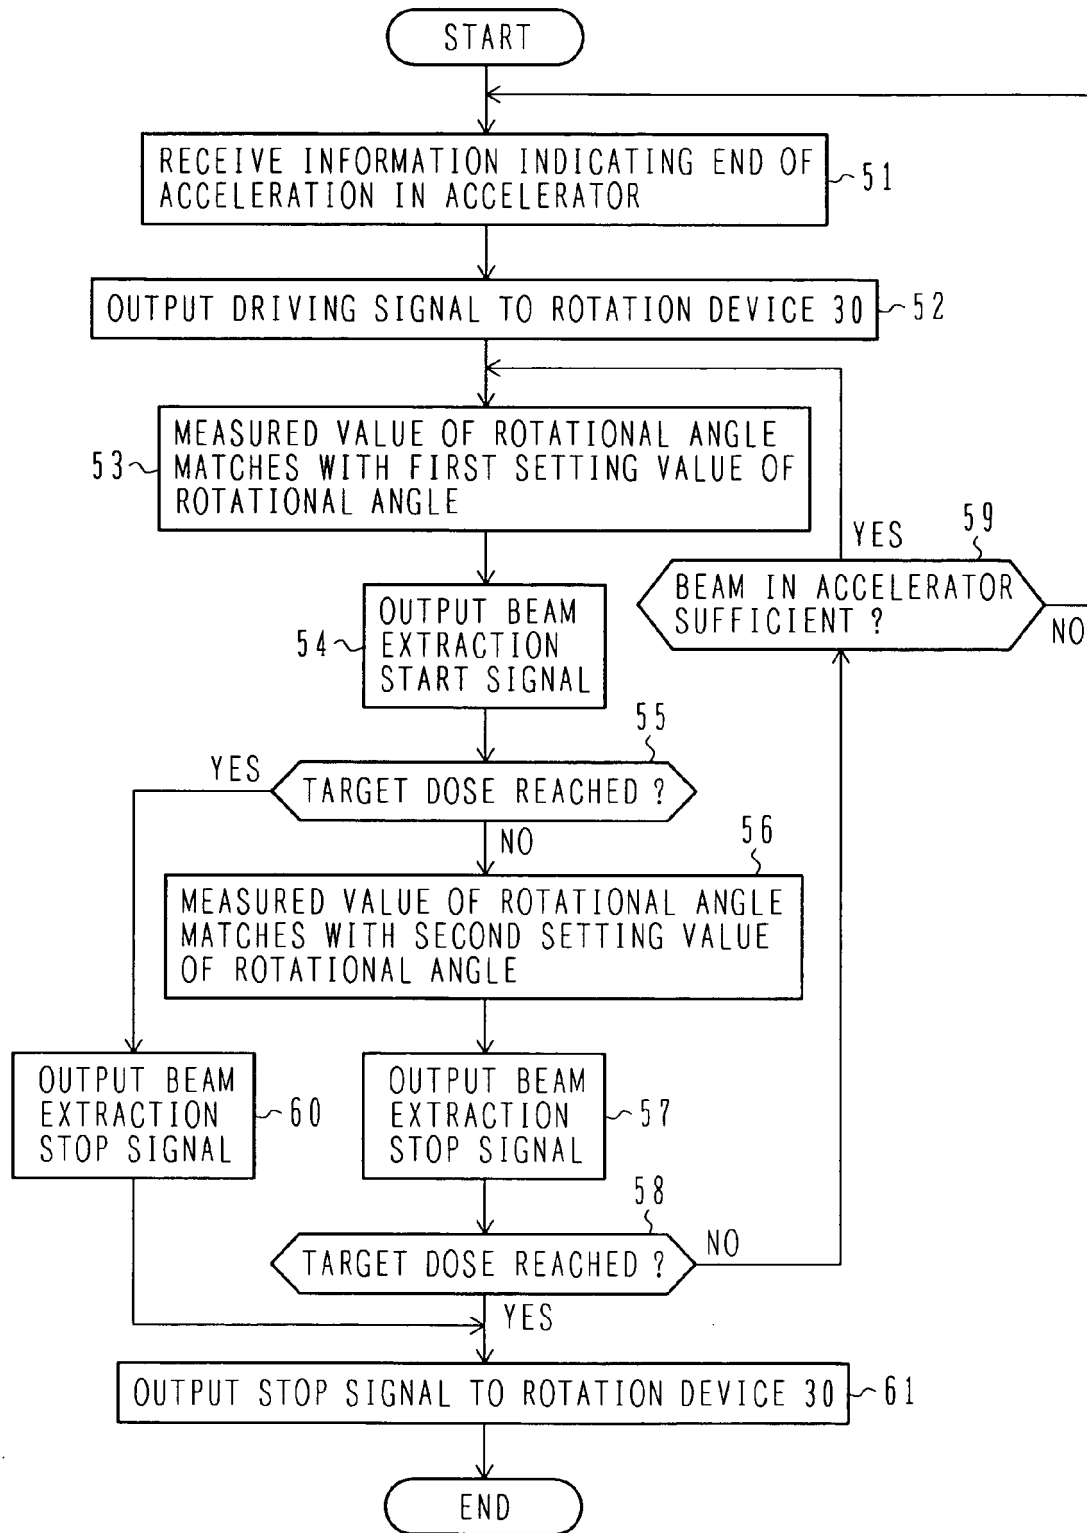 START
RECEIVE INFORMATION INDICATING END OF
ACCELERATION IN ACCELERATOR
51
OUTPUT DRIVING SIGNAL TO ROTATION DEVICE 30
52
MEASURED VALUE OF ROTATIONAL ANGLE
MATCHES WITH FIRST SETTING VALUE OF
ROTATIONAL ANGLE
53
59
YES
BEAM IN ACCELERATOR
SUFFICIENT ?
NO
OUTPUT BEAM
EXTRACTION
START SIGNAL
54
55
YES
TARGET DOSE REACHED ?
NO
56
MEASURED VALUE OF ROTATIONAL ANGLE
MATCHES WITH SECOND SETTING VALUE
OF ROTATIONAL ANGLE
OUTPUT BEAM
EXTRACTION
STOP SIGNAL
60
OUTPUT BEAM
EXTRACTION
STOP SIGNAL
57
58
TARGET DOSE REACHED ?
NO
YES
OUTPUT STOP SIGNAL TO ROTATION DEVICE 30
61
END